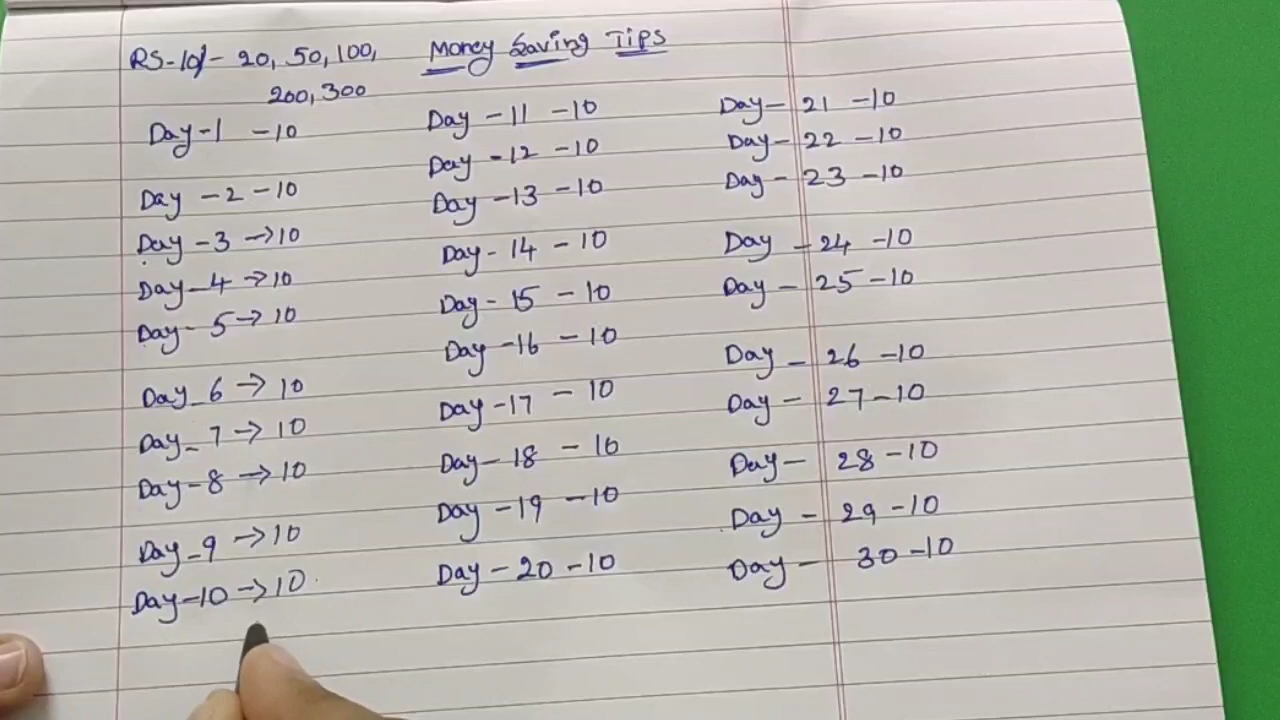 RS-10/- 20, 50, 100,
200, 300
Money Saving Tips
Day-1 -10
Day -2 -10
Day -3 →10
Day -4 →10
Day - 5 →10
Day - 6 → 10
Day - 7 → 10
Day -8 → 10
Day -9 → 10
Day -10 → 10
Day -11 -10
Day -12 -10
Day -13 -10
Day - 14 - 10
Day - 15 - 10
Day -16 - 10
Day -17 - 10
Day - 18 - 10
Day -19 -10
Day - 20 -10
Day - 21 -10
Day - 22 -10
Day - 23 -10
Day - 24 -10
Day - 25 -10
Day - 26 -10
Day - 27 -10
Day - 28 -10
Day - 29 -10
Day - 30 -10